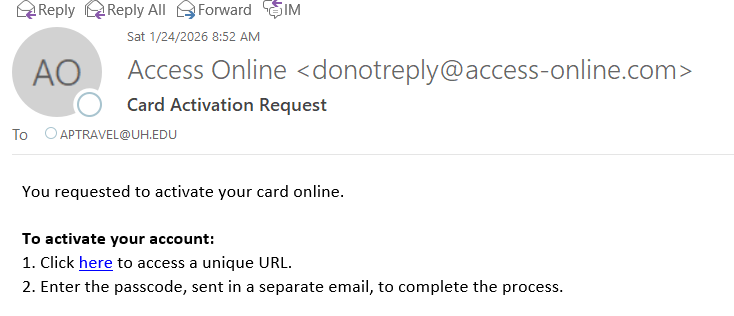 Reply Reply All Forward IM
Sat 1/24/2026 8:52 AM
AO
Access Online <donotreply@access-online.com>
Card Activation Request
To APTRAVEL@UH.EDU
You requested to activate your card online.
To activate your account:
1. Click here to access a unique URL.
2. Enter the passcode, sent in a separate email, to complete the process.